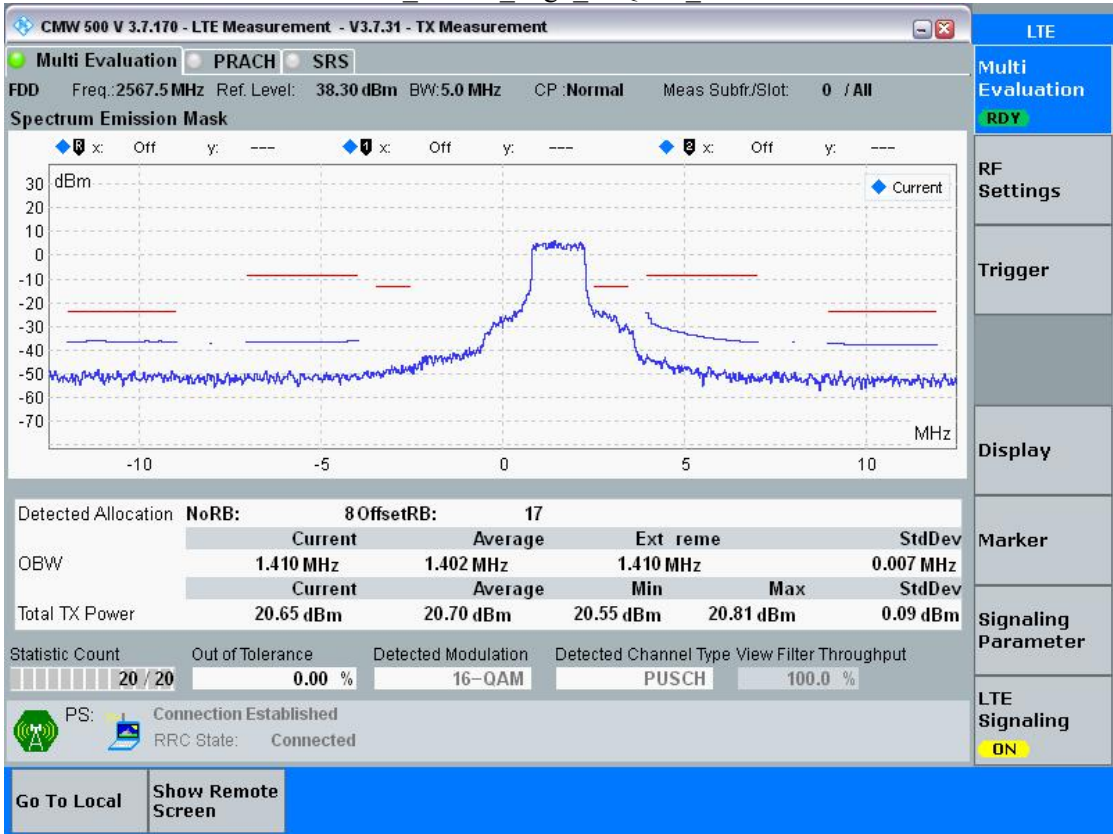 CMW 500 V 3.7.170 - LTE Measurement - V3.7.31 - TX Measurement
LTE
Multi Evaluation PRACH SRS
FDD Freq.:2567.5 MHz Ref. Level: 38.30 dBm BW:5.0 MHz CP :Normal Meas Subfr./Slot: 0 / All
Spectrum Emission Mask
R x: Off y: --- 1 x: Off y: --- 2 x: Off y: ---
dBm
Current
30
20
10
0
-10
-20
-30
-40
-50
-60
-70
MHz
-10 -5 0 5 10
Detected Allocation NoRB: 8 OffsetRB: 17
Current Average Ext reme StdDev
OBW 1.410 MHz 1.402 MHz 1.410 MHz 0.007 MHz
Current Average Min Max StdDev
Total TX Power 20.65 dBm 20.70 dBm 20.55 dBm 20.81 dBm 0.09 dBm
Statistic Count Out of Tolerance Detected Modulation Detected Channel Type View Filter Throughput
20 / 20 0.00 % 16-QAM PUSCH 100.0 %
PS: Connection Established
RRC State: Connected
Multi
Evaluation
RDY
RF
Settings
Trigger
Display
Marker
Signaling
Parameter
LTE
Signaling
ON
Go To Local
Show Remote
Screen